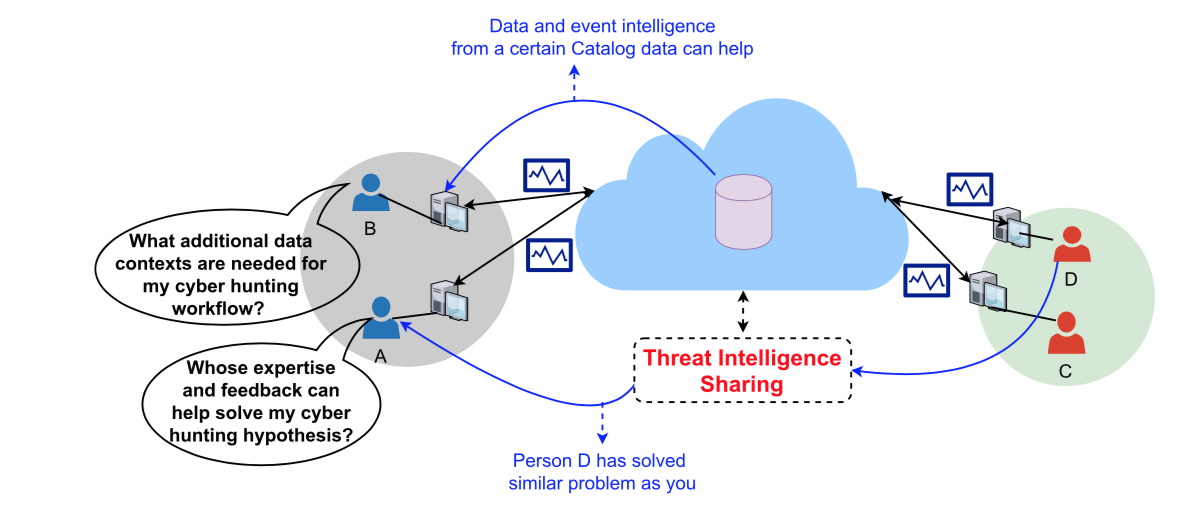 Data and event intelligence
from a certain Catalog data can help
B
What additional data
contexts are needed for
my cyber hunting
workflow?
A
Whose expertise
and feedback can
help solve my cyber
hunting hypothesis?
D
C
Threat Intelligence
Sharing
Person D has solved
similar problem as you